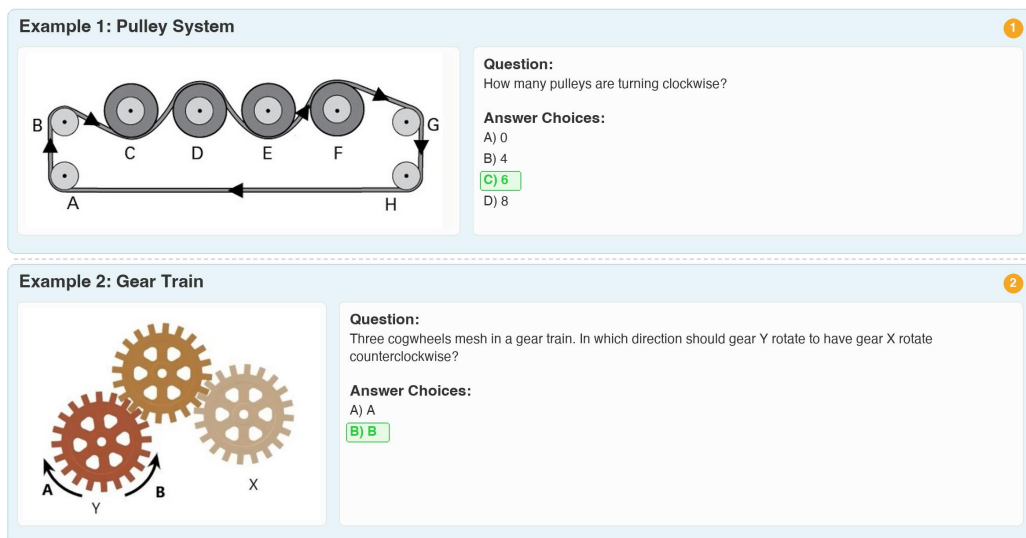 Example 1: Pulley System
1
B
C
D
E
F
G
A
H
Question:
How many pulleys are turning clockwise?
Answer Choices:
A) 0
B) 4
C) 6
D) 8
Example 2: Gear Train
2
A
B
Y
X
Question:
Three cogwheels mesh in a gear train. In which direction should gear Y rotate to have gear X rotate
counterclockwise?
Answer Choices:
A) A
B) B